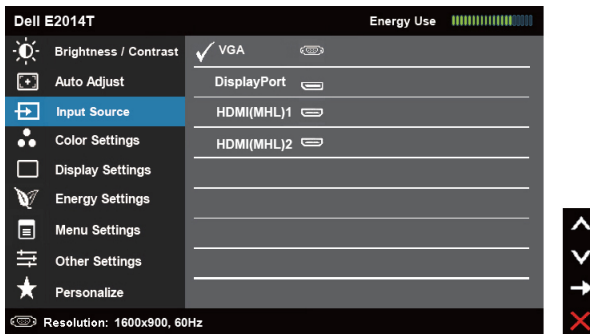 Dell E2014T
Energy Use
Brightness / Contrast
VGA
Auto Adjust
DisplayPort
Input Source
HDMI(MHL)1
Color Settings
HDMI(MHL)2
Display Settings
Energy Settings
Menu Settings
Other Settings
Personalize
Resolution: 1600x900, 60Hz